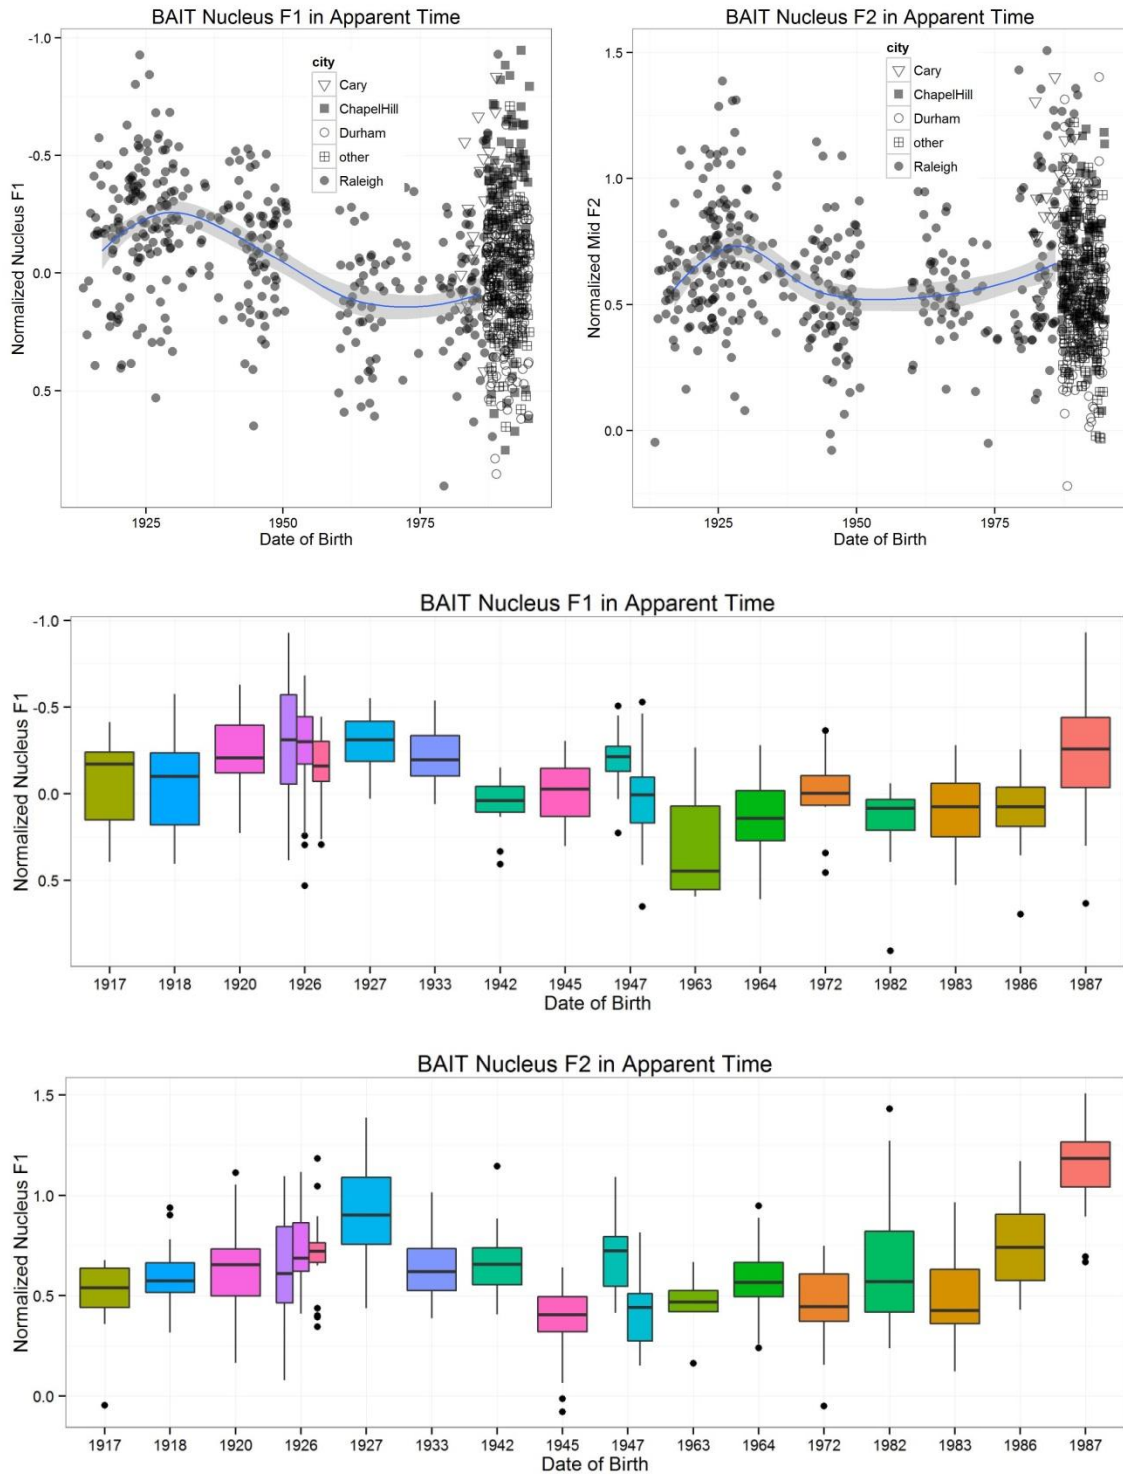 BAIT Nucleus F1 in Apparent Time
-1.0
-0.5
0.0
0.5
Normalized Nucleus F1
city
Cary
ChapelHill
Durham
other
Raleigh
1925
1950
1975
Date of Birth
BAIT Nucleus F2 in Apparent Time
1.5
1.0
0.5
0.0
Normalized Mid F2
city
Cary
ChapelHill
Durham
other
Raleigh
1925
1950
1975
Date of Birth
BAIT Nucleus F1 in Apparent Time
-1.0
-0.5
0.0
0.5
Normalized Nucleus F1
1917 1918 1920 1926 1927 1933 1942 1945 1947 1963 1964 1972 1982 1983 1986 1987
Date of Birth
BAIT Nucleus F2 in Apparent Time
1.5
1.0
0.5
0.0
Normalized Nucleus F1
1917 1918 1920 1926 1927 1933 1942 1945 1947 1963 1964 1972 1982 1983 1986 1987
Date of Birth